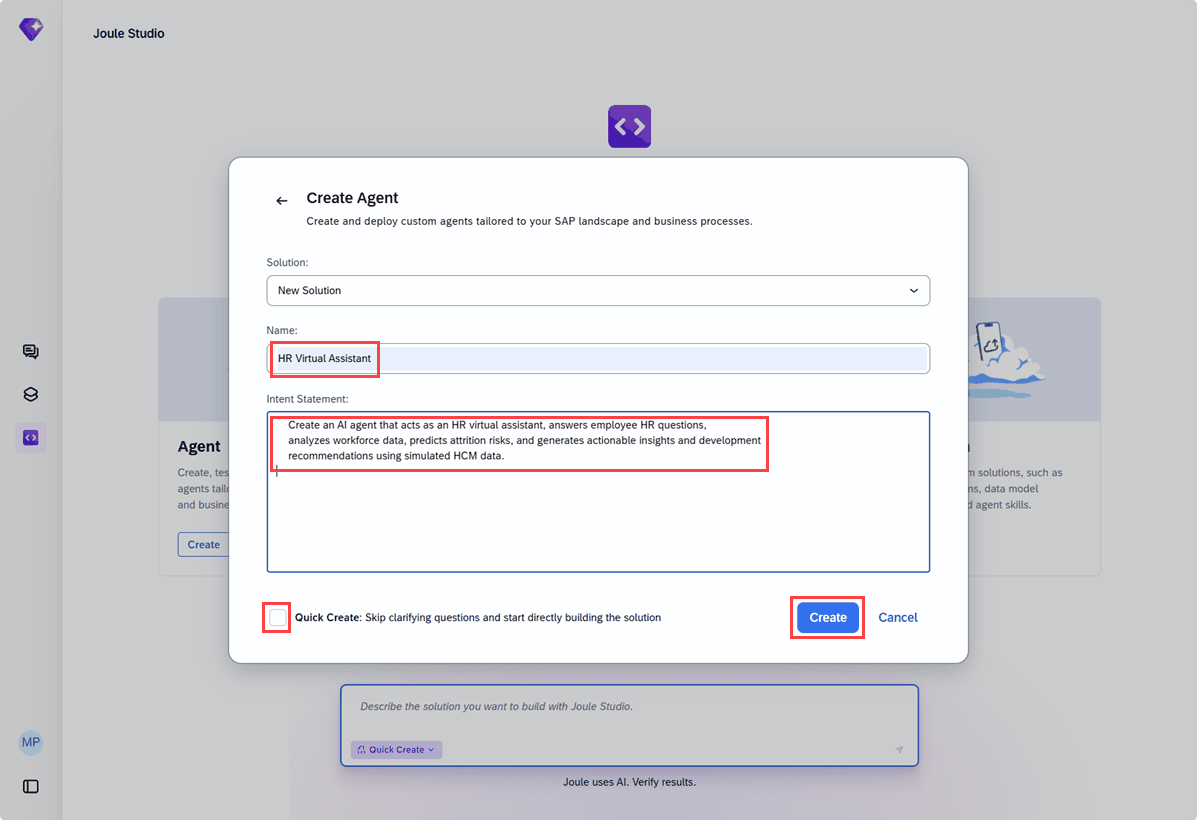 Joule Studio
Create Agent
Create and deploy custom agents tailored to your SAP landscape and business processes.
Solution:
New Solution
Name:
HR Virtual Assistant
Intent Statement:
Create an AI agent that acts as an HR virtual assistant, answers employee HR questions,
analyzes workforce data, predicts attrition risks, and generates actionable insights and development
recommendations using simulated HCM data.
Quick Create: Skip clarifying questions and start directly building the solution
Create
Cancel
Agent
Create, tes
agents tail
and busine
Create
m solutions, such as
ns, data model
d agent skills.
Describe the solution you want to build with Joule Studio.
Quick Create
Joule uses AI. Verify results.
MP